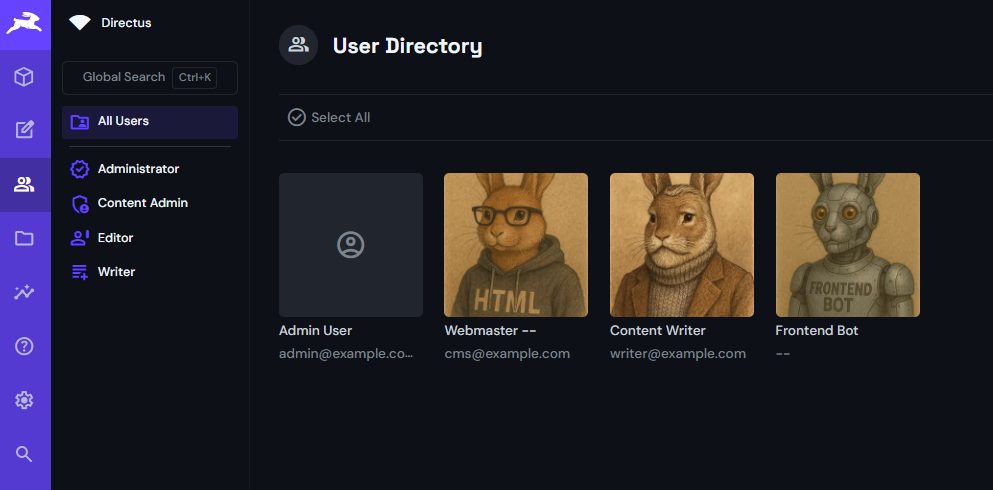 Directus
User Directory
Global Search Ctrl+K
Select All
All Users
Administrator
Content Admin
Editor
Writer
HTML
FRONTEND
BOT
Admin User
Webmaster --
Content Writer
Frontend Bot
admin@example.co...
cms@example.com
writer@example.com
--